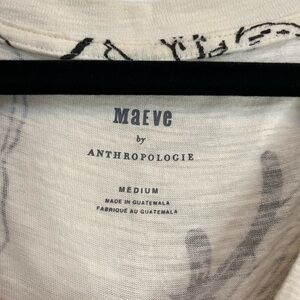 Maeve
by
ANTHROPOLOGIE
MEDIUM
MADE IN GUATEMALA
FABRIQUÉ AU GUATEMALA